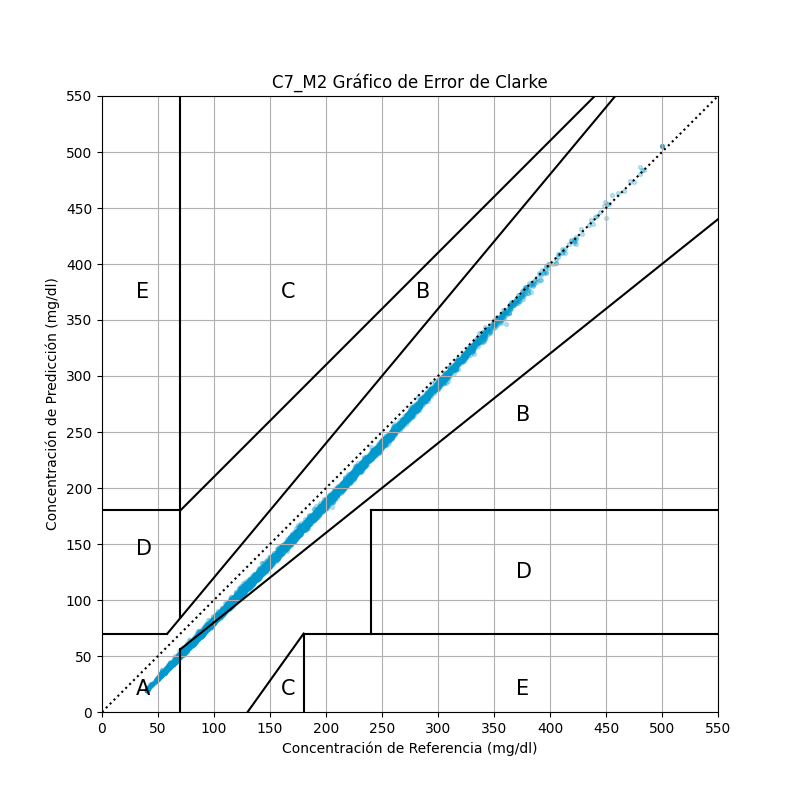 C7_M2 Gráfico de Error de Clarke
Concentración de Predicción (mg/dl)
550
500
450
400
350
300
250
200
150
100
50
0
E
C
B
B
D
D
A
C
E
0 50 100 150 200 250 300 350 400 450 500 550
Concentración de Referencia (mg/dl)